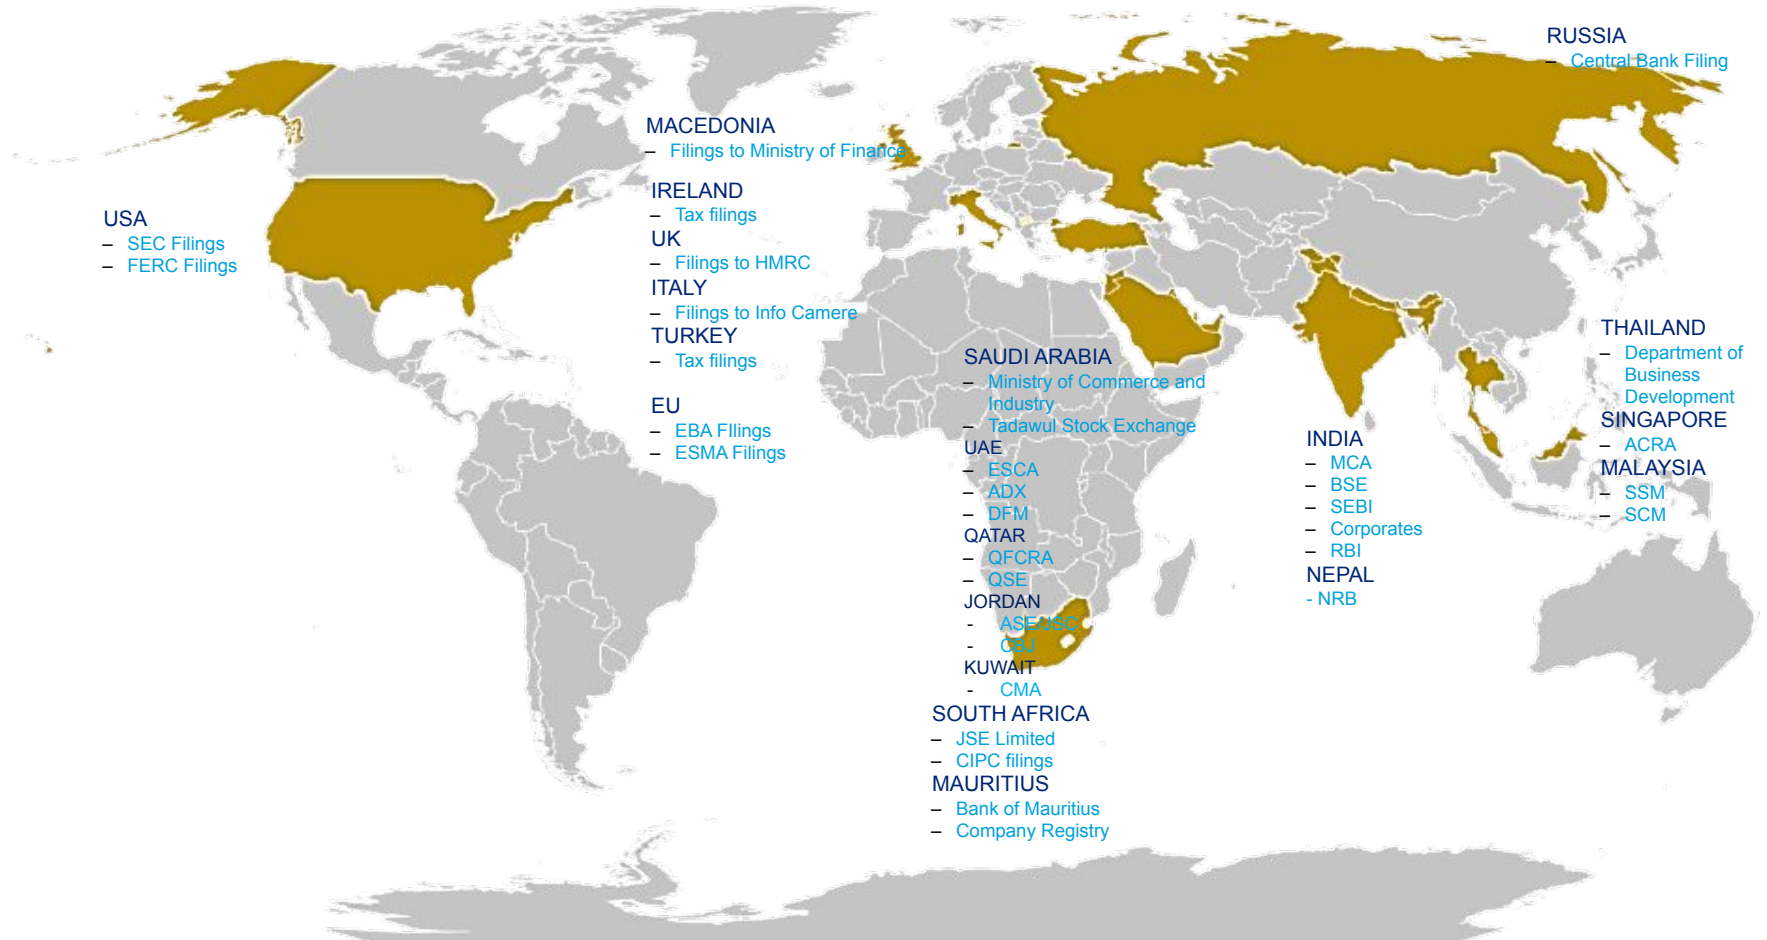 RUSSIA
– Central Bank Filing
MACEDONIA
– Filings to Ministry of Finance
IRELAND
– Tax filings
UK
– Filings to HMRC
ITALY
– Filings to Info Camere
TURKEY
– Tax filings
EU
– EBA FIlings
– ESMA Filings
USA
– SEC Filings
– FERC Filings
SAUDI ARABIA
– Ministry of Commerce and
Industry
– Tadawul Stock Exchange
UAE
– ESCA
– ADX
– DFM
QATAR
– QFCRA
– QSE
JORDAN
- ASE/JSC
- CBJ
KUWAIT
- CMA
SOUTH AFRICA
– JSE Limited
– CIPC filings
MAURITIUS
– Bank of Mauritius
– Company Registry
INDIA
– MCA
– BSE
– SEBI
– Corporates
– RBI
NEPAL
- NRB
THAILAND
– Department of
Business
Development
SINGAPORE
– ACRA
MALAYSIA
– SSM
– SCM